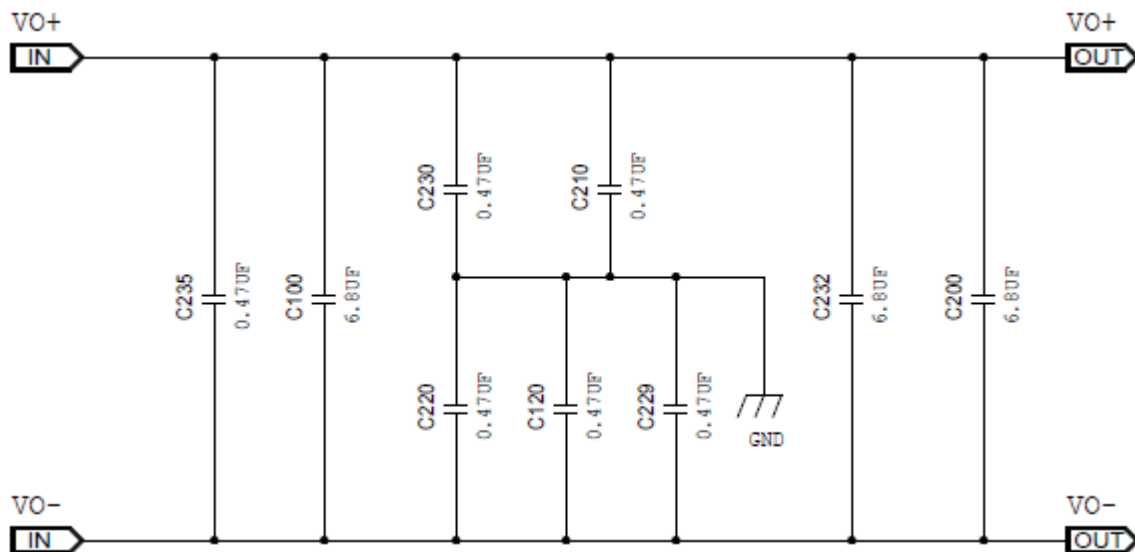 VO+
VO+
IN
OUT
C230
0.47UF
C210
0.47UF
C235
0.47UF
C100
6.8UF
C232
6.8UF
C200
6.8UF
C220
0.47UF
C120
0.47UF
C229
0.47UF
GND
VO-
VO-
IN
OUT